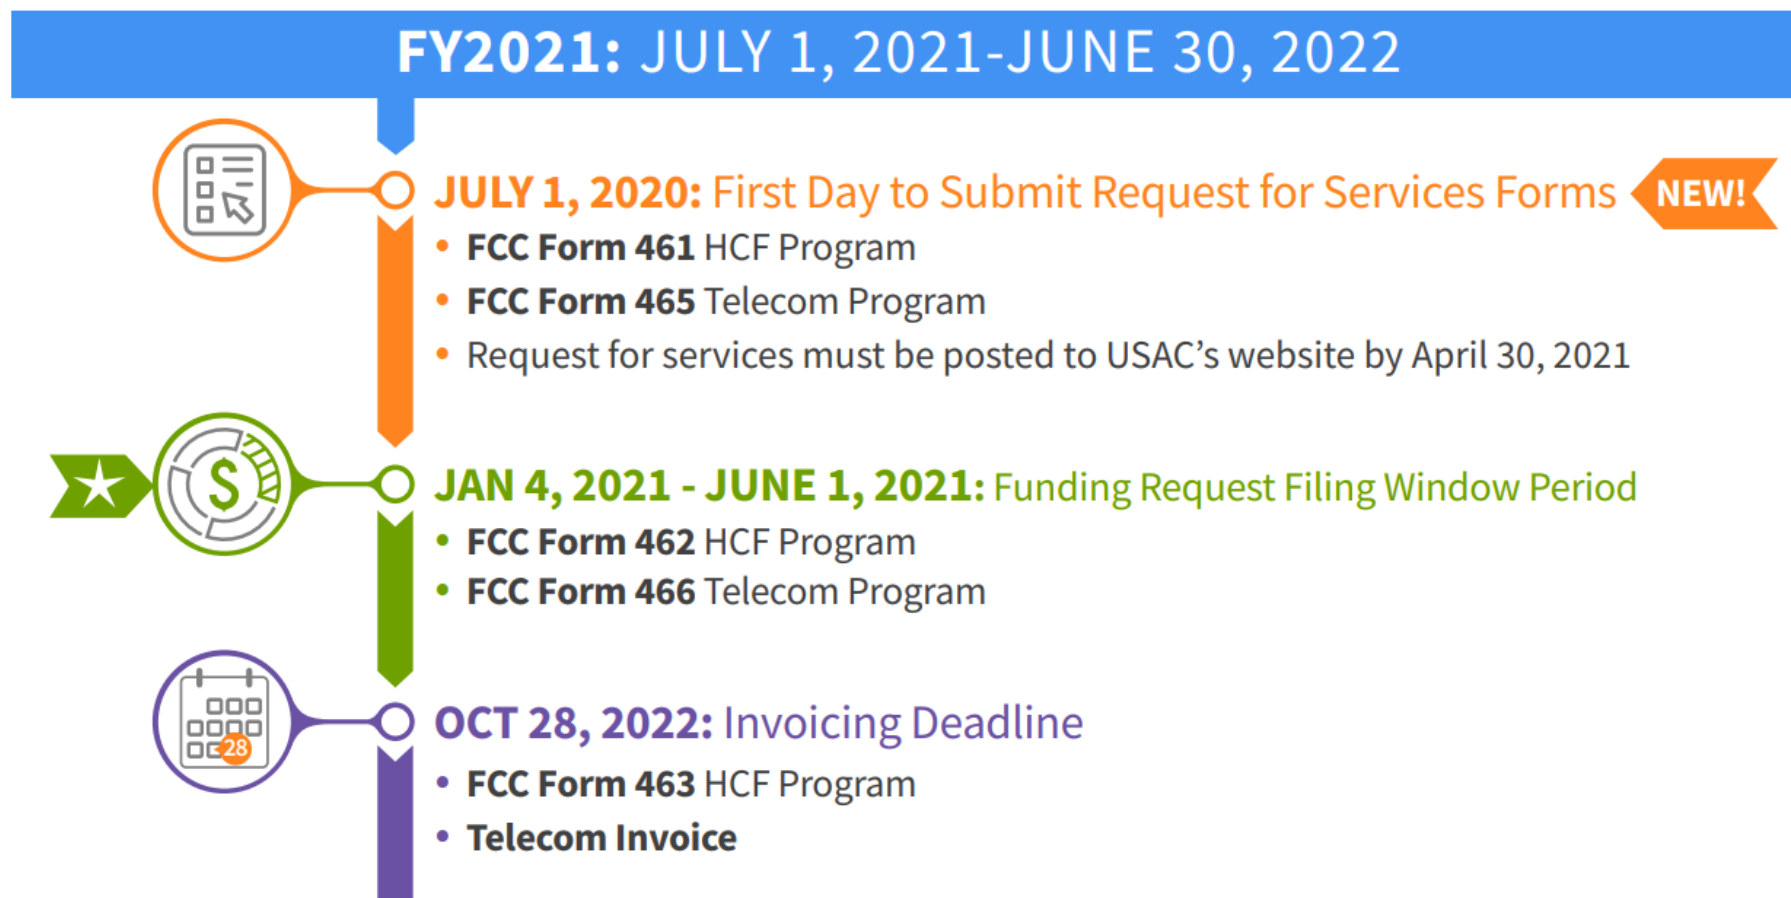 FY2021: JULY 1, 2021-JUNE 30, 2022
JULY 1, 2020: First Day to Submit Request for Services Forms NEW!
• FCC Form 461 HCF Program
• FCC Form 465 Telecom Program
• Request for services must be posted to USAC’s website by April 30, 2021
JAN 4, 2021 - JUNE 1, 2021: Funding Request Filing Window Period
$
• FCC Form 462 HCF Program
• FCC Form 466 Telecom Program
OCT 28, 2022: Invoicing Deadline
28
• FCC Form 463 HCF Program
• Telecom Invoice